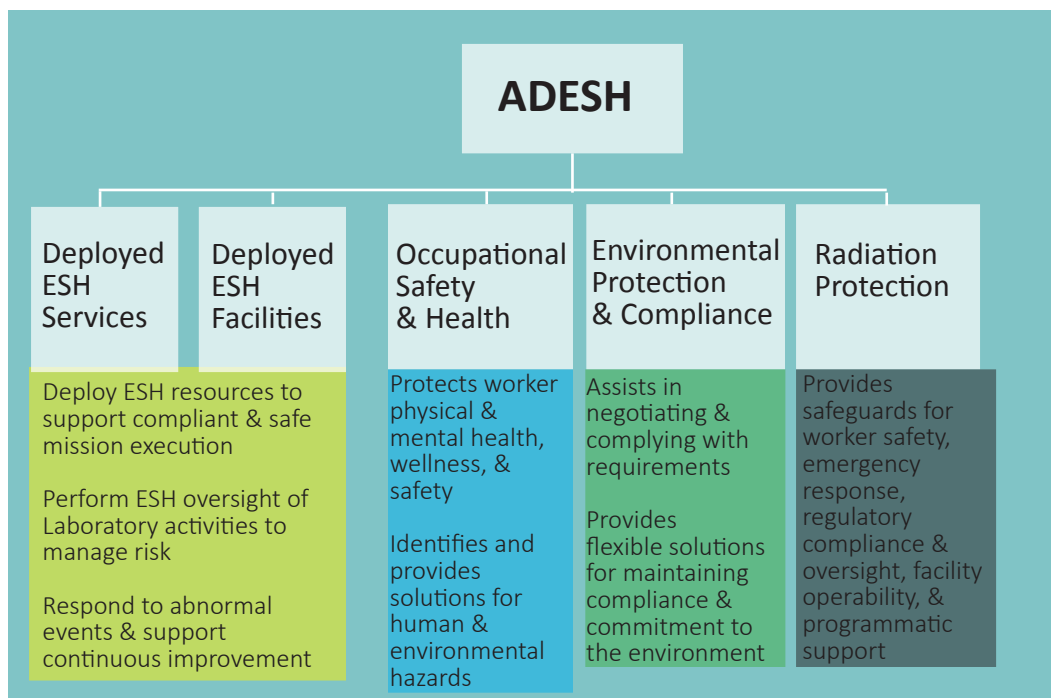 ADESH
Deployed
ESH
Services
Deployed
ESH
Facilities
Occupational
Safety
& Health
Environmental
Protection
& Compliance
Radiation
Protection
Deploy ESH resources to
support compliant & safe
mission execution
Perform ESH oversight of
Laboratory activities to
manage risk
Respond to abnormal
events & support
continuous improvement
Protects worker
physical &
mental health,
wellness, &
safety
Identifies and
provides
solutions for
human &
environmental
hazards
Assists in
negotiating &
complying with
requirements
Provides
flexible solutions
for maintaining
compliance &
commitment to
the environment
Provides
safeguards for
worker safety,
emergency
response,
regulatory
compliance &
oversight, facility
operability, &
programmatic
support